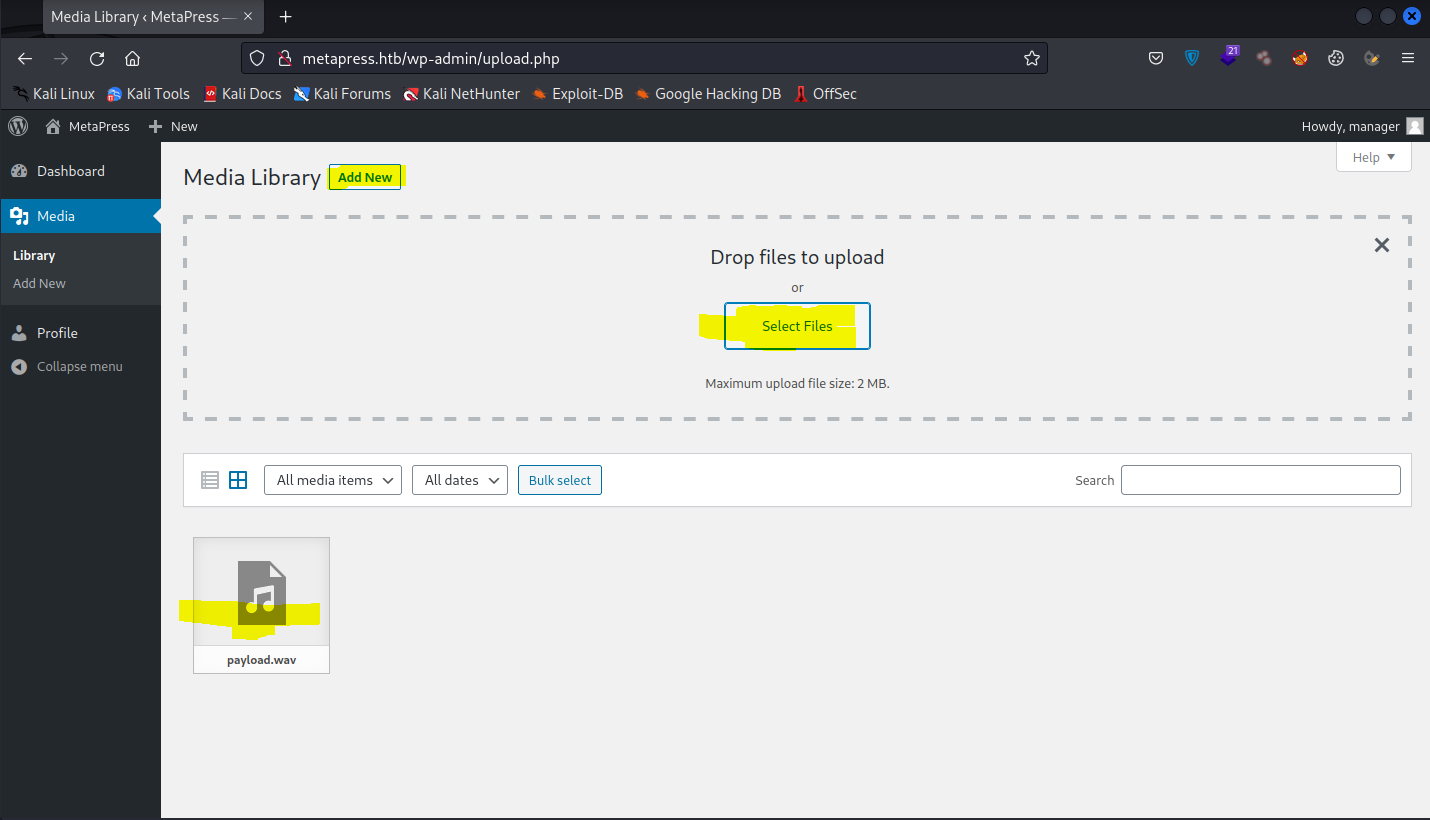 Media Library ‹ MetaPress —
metapress.htb/wp-admin/upload.php
21
Kali Linux Kali Tools Kali Docs Kali Forums Kali NetHunter Exploit-DB Google Hacking DB OffSec
MetaPress New Howdy, manager
Dashboard
Media
Library
Add New
Profile
Collapse menu
Help
Media Library Add New
Drop files to upload
or
Select Files
Maximum upload file size: 2 MB.
All media items All dates Bulk select Search
payload.wav